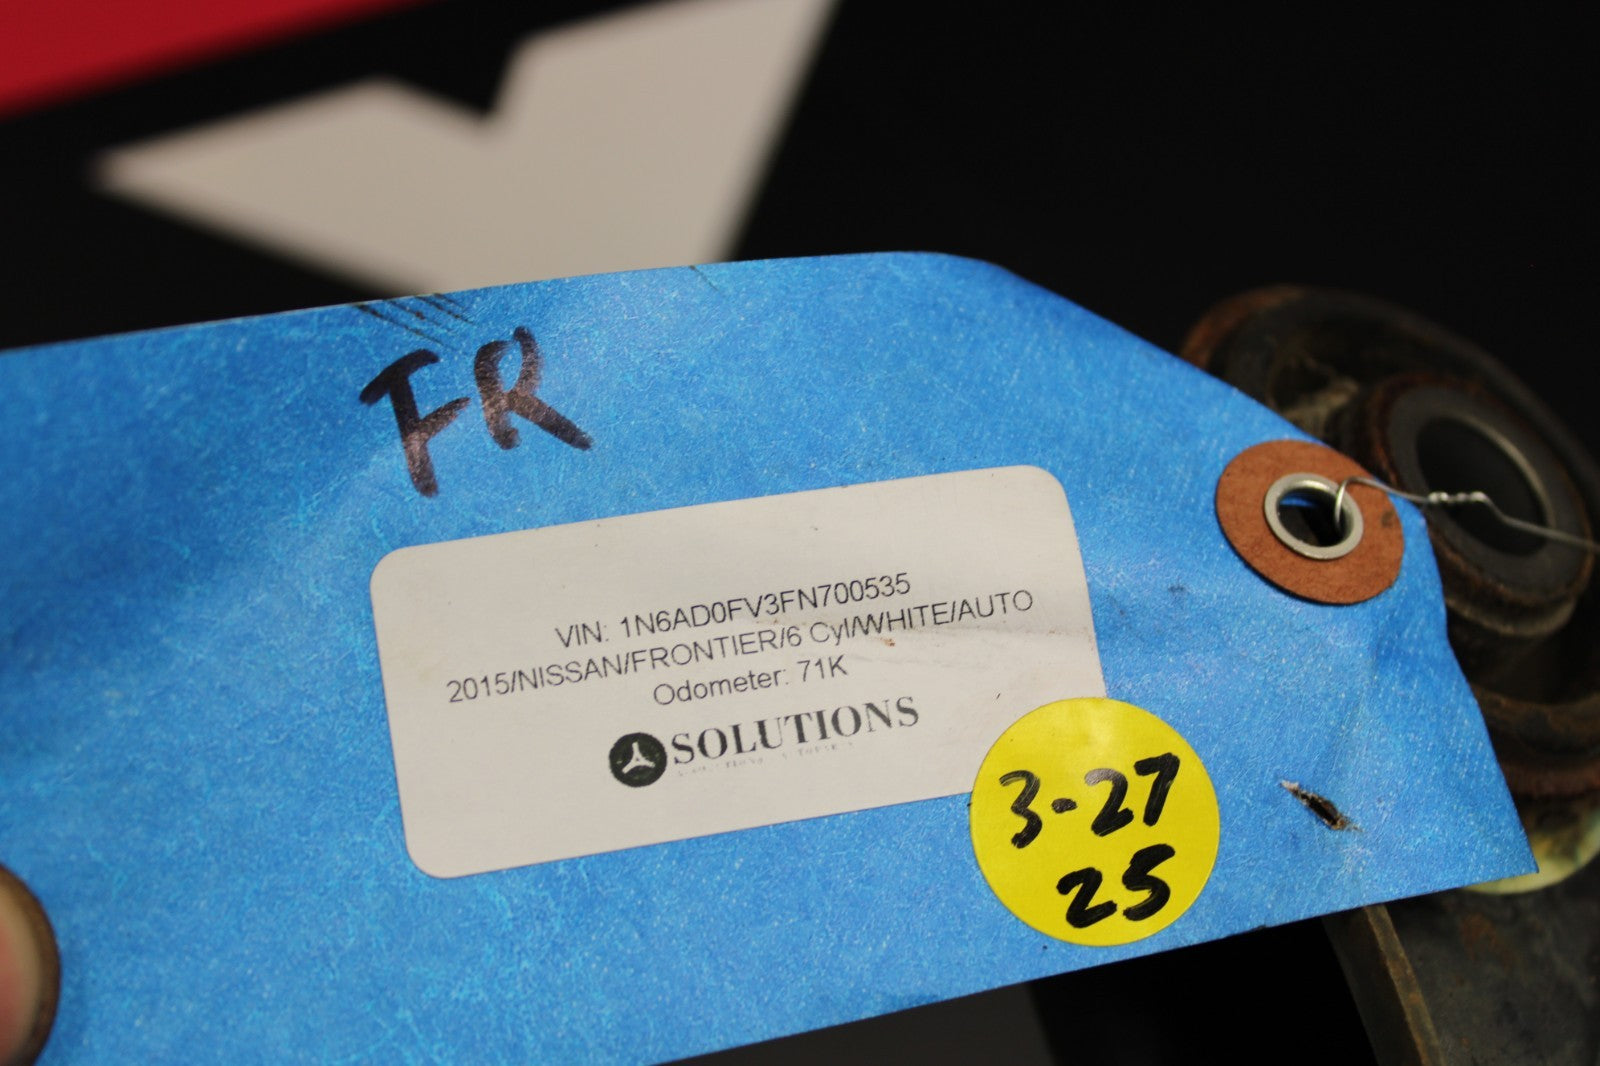 FR
VIN: 1N6AD0FV3FN700535
2015/NISSAN/FRONTIER/6 Cyl/WHITE/AUTO
Odometer: 71K
SOLUTIONS
3-27
25